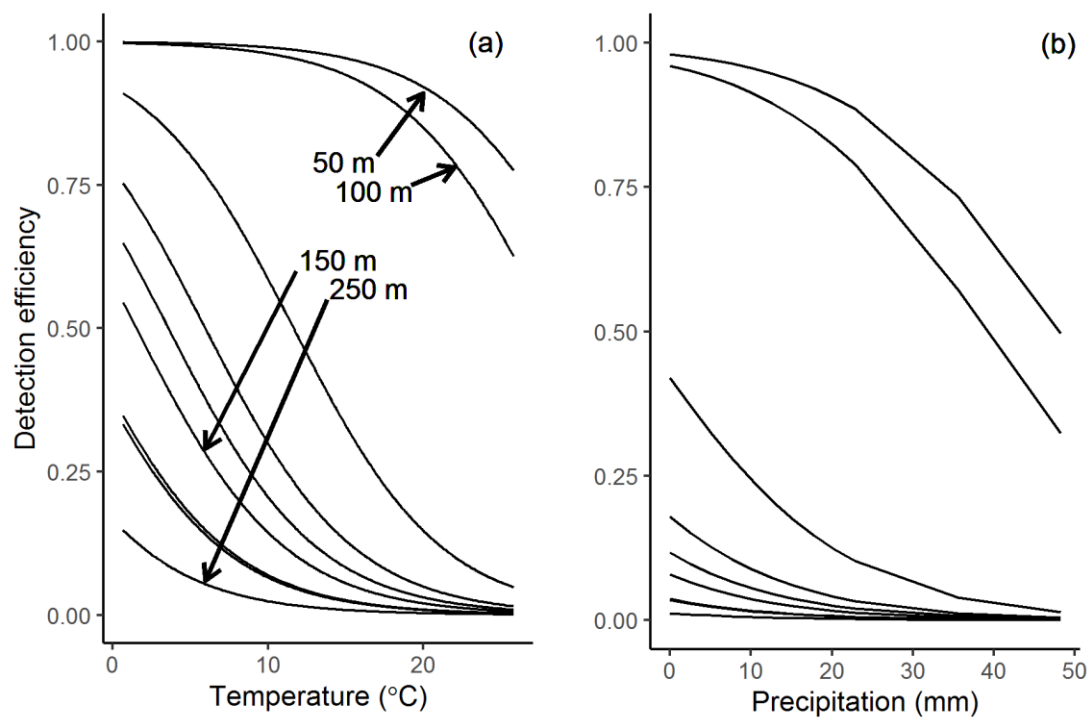 (a)
(b)
1.00
0.75
0.50
0.25
0.00
50 m
100 m
150 m
250 m
Detection efficiency
0
10
20
Temperature (°C)
1.00
0.75
0.50
0.25
0.00
0
10
20
30
40
50
Precipitation (mm)